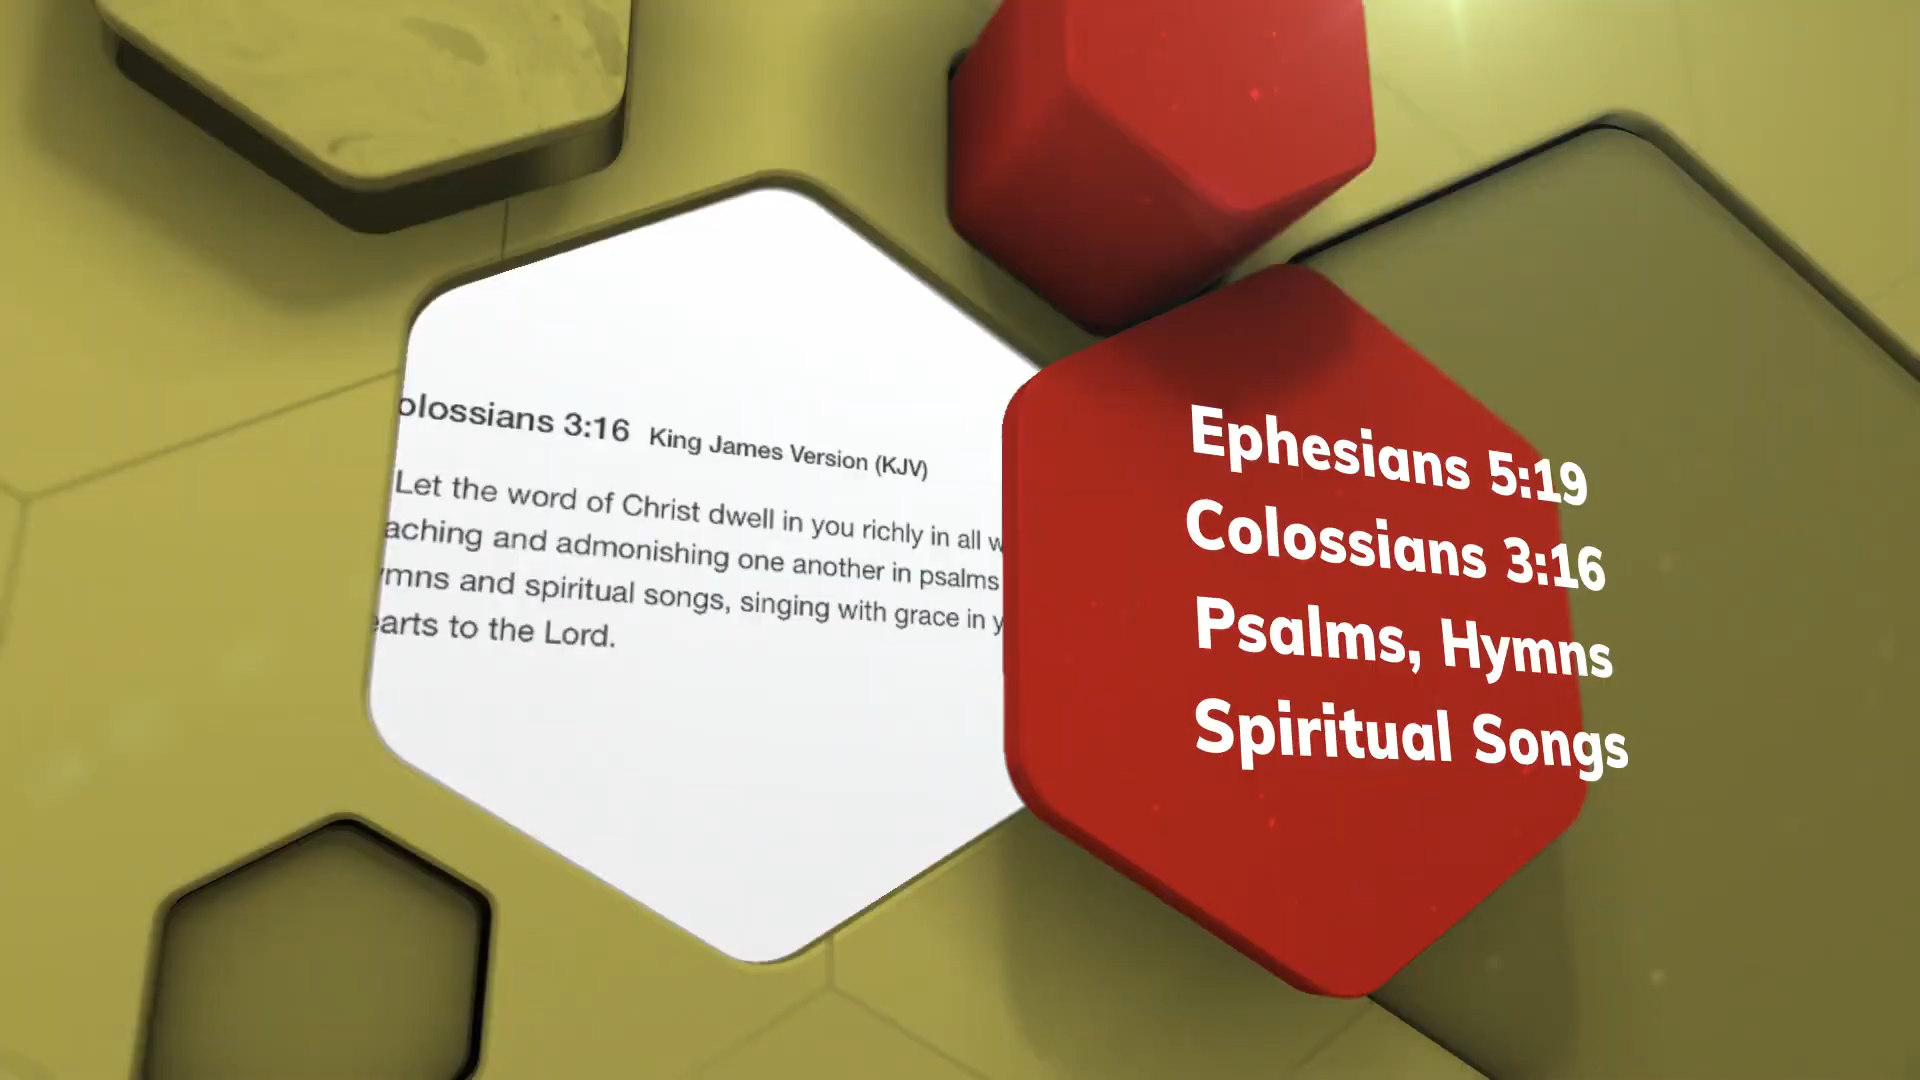 olossians 3:16 King James Version (KJV)
Let the word of Christ dwell in you richly in all
aching and admonishing one another in psalms
mns and spiritual songs, singing with grace in
earts to the Lord.
Ephesians 5:19
Colossians 3:16
Psalms, Hymns
Spiritual Songs